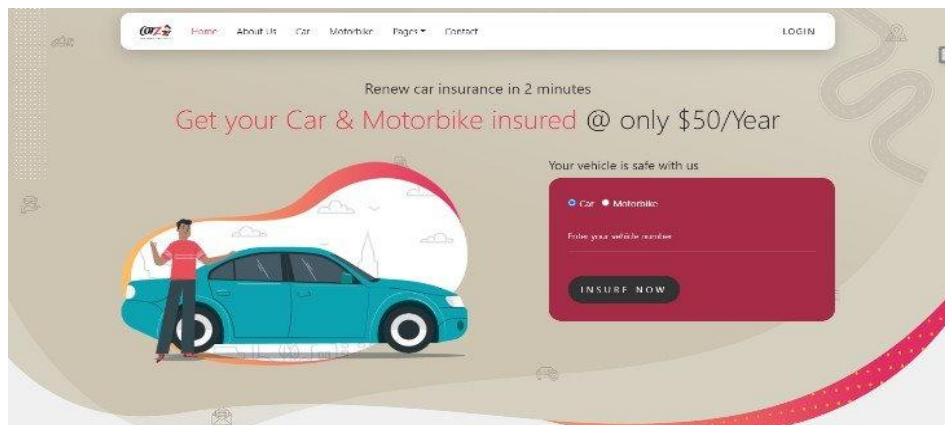 CarZ
Home About Us Car Motorbike Pages Contact LOGIN
Renew car insurance in 2 minutes
Get your Car & Motorbike insured @ only $50/Year
Your vehicle is safe with us
Car Motorbike
Enter your vehicle number
INSURE NOW